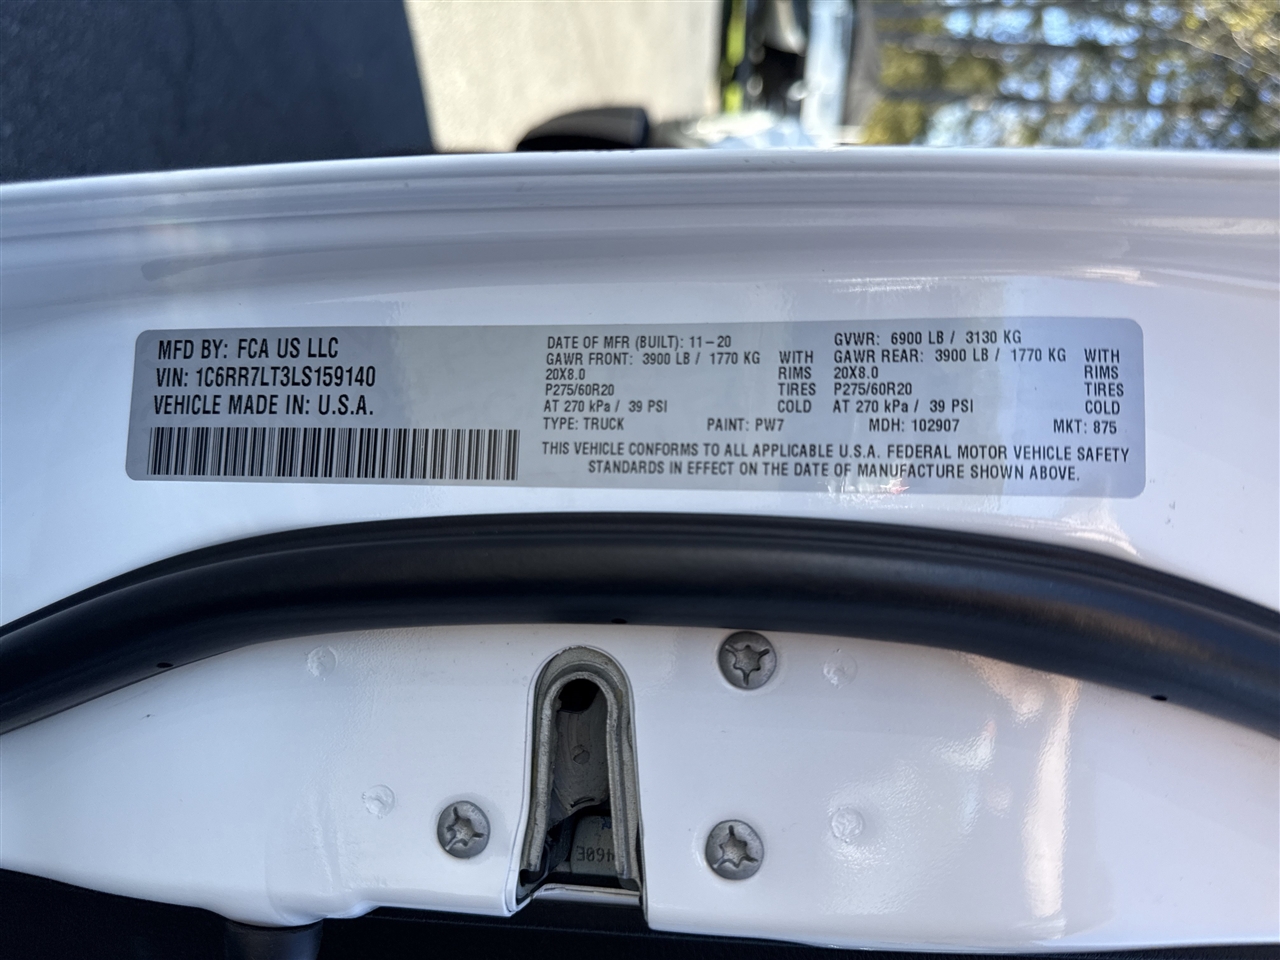 MFD BY: FCA US LLC
VIN: 1C6RR7LT3LS159140
VEHICLE MADE IN: U.S.A.
DATE OF MFR (BUILT): 11-20
GAWR FRONT: 3900 LB / 1770 KG WITH
20X8.0 RIMS
P275/60R20 TIRES
AT 270 kPa / 39 PSI COLD
TYPE: TRUCK PAINT: PW7
GVWR: 6900 LB / 3130 KG
GAWR REAR: 3900 LB / 1770 KG WITH
20X8.0 RIMS
P275/60R20 TIRES
AT 270 kPa / 39 PSI COLD
MDH: 102907 MKT: 875
THIS VEHICLE CONFORMS TO ALL APPLICABLE U.S.A. FEDERAL MOTOR VEHICLE SAFETY
STANDARDS IN EFFECT ON THE DATE OF MANUFACTURE SHOWN ABOVE.